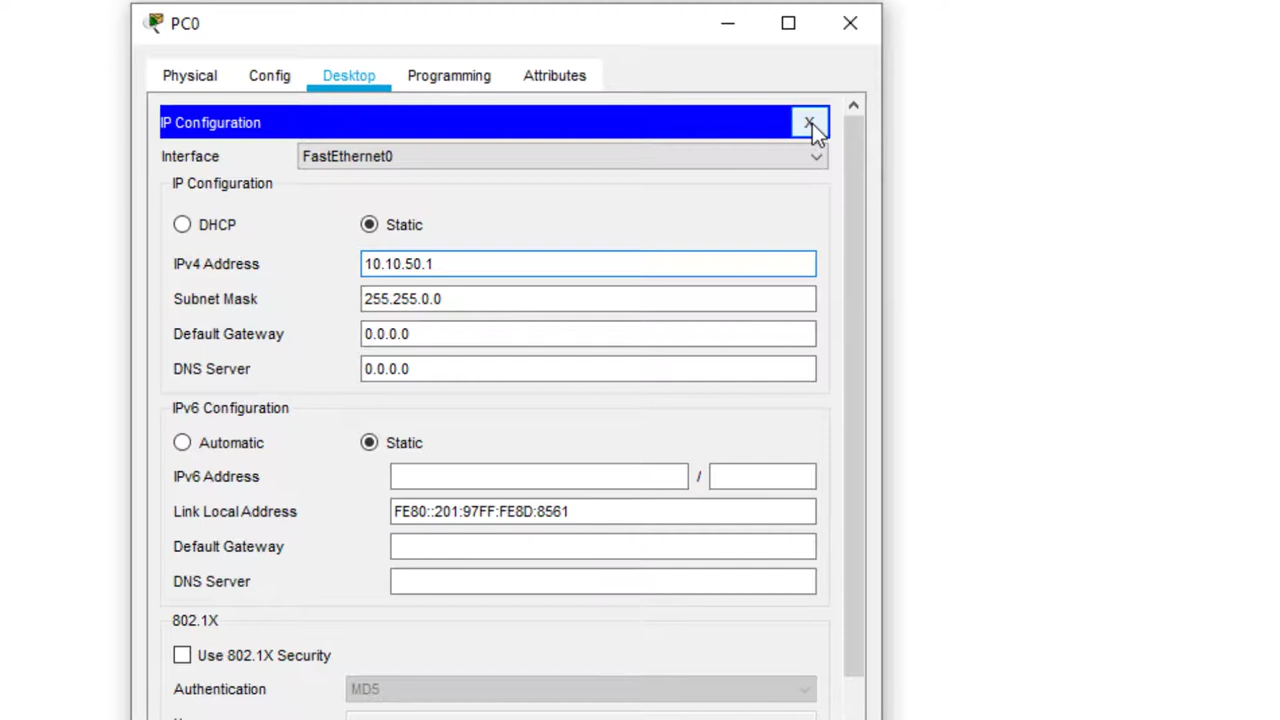 PC0
Physical Config Desktop Programming Attributes
IP Configuration X
Interface FastEthernet0
IP Configuration
DHCP Static
IPv4 Address 10.10.50.1
Subnet Mask 255.255.0.0
Default Gateway 0.0.0.0
DNS Server 0.0.0.0
IPv6 Configuration
Automatic Static
IPv6 Address /
Link Local Address FE80::201:97FF:FE8D:8561
Default Gateway
DNS Server
802.1X
Use 802.1X Security
Authentication MD5